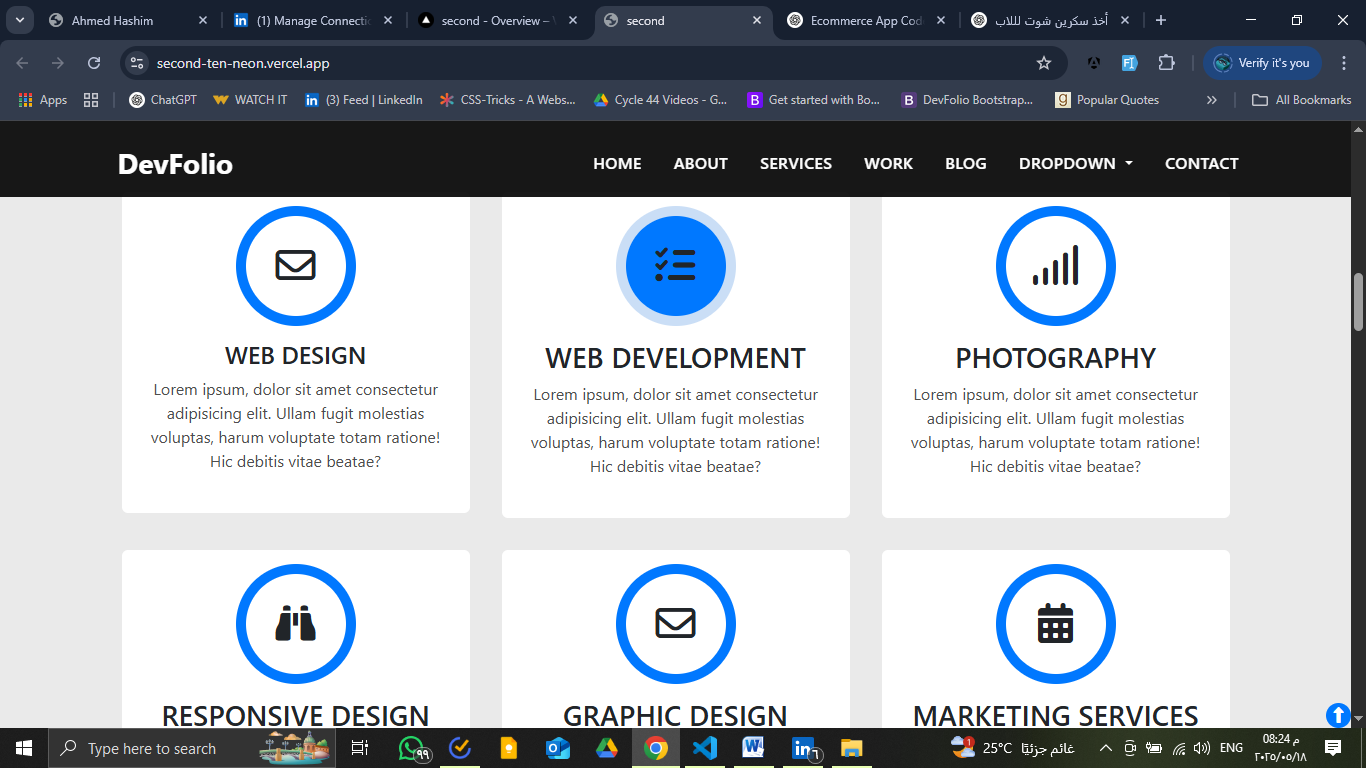 Ahmed Hashim
(1) Manage Connectic
second - Overview –
second
Ecommerce App Cod
أخذ سكرين شوت لللاب
second-ten-neon.vercel.app
Verify it's you
Apps
ChatGPT
WATCH IT
(3) Feed | LinkedIn
CSS-Tricks - A Webs...
Cycle 44 Videos - G...
Get started with Bo...
DevFolio Bootstrap...
Popular Quotes
All Bookmarks
DevFolio
HOME
ABOUT
SERVICES
WORK
BLOG
DROPDOWN
CONTACT
WEB DESIGN
Lorem ipsum, dolor sit amet consectetur
adipisicing elit. Ullam fugit molestias
voluptas, harum voluptate totam ratione!
Hic debitis vitae beatae?
WEB DEVELOPMENT
Lorem ipsum, dolor sit amet consectetur
adipisicing elit. Ullam fugit molestias
voluptas, harum voluptate totam ratione!
Hic debitis vitae beatae?
PHOTOGRAPHY
Lorem ipsum, dolor sit amet consectetur
adipisicing elit. Ullam fugit molestias
voluptas, harum voluptate totam ratione!
Hic debitis vitae beatae?
RESPONSIVE DESIGN
GRAPHIC DESIGN
MARKETING SERVICES
Type here to search
٩٩
٦
1
25°C غائم جزئيًا
ENG
08:24 م
٢٠٢٥/٠٥/١٨